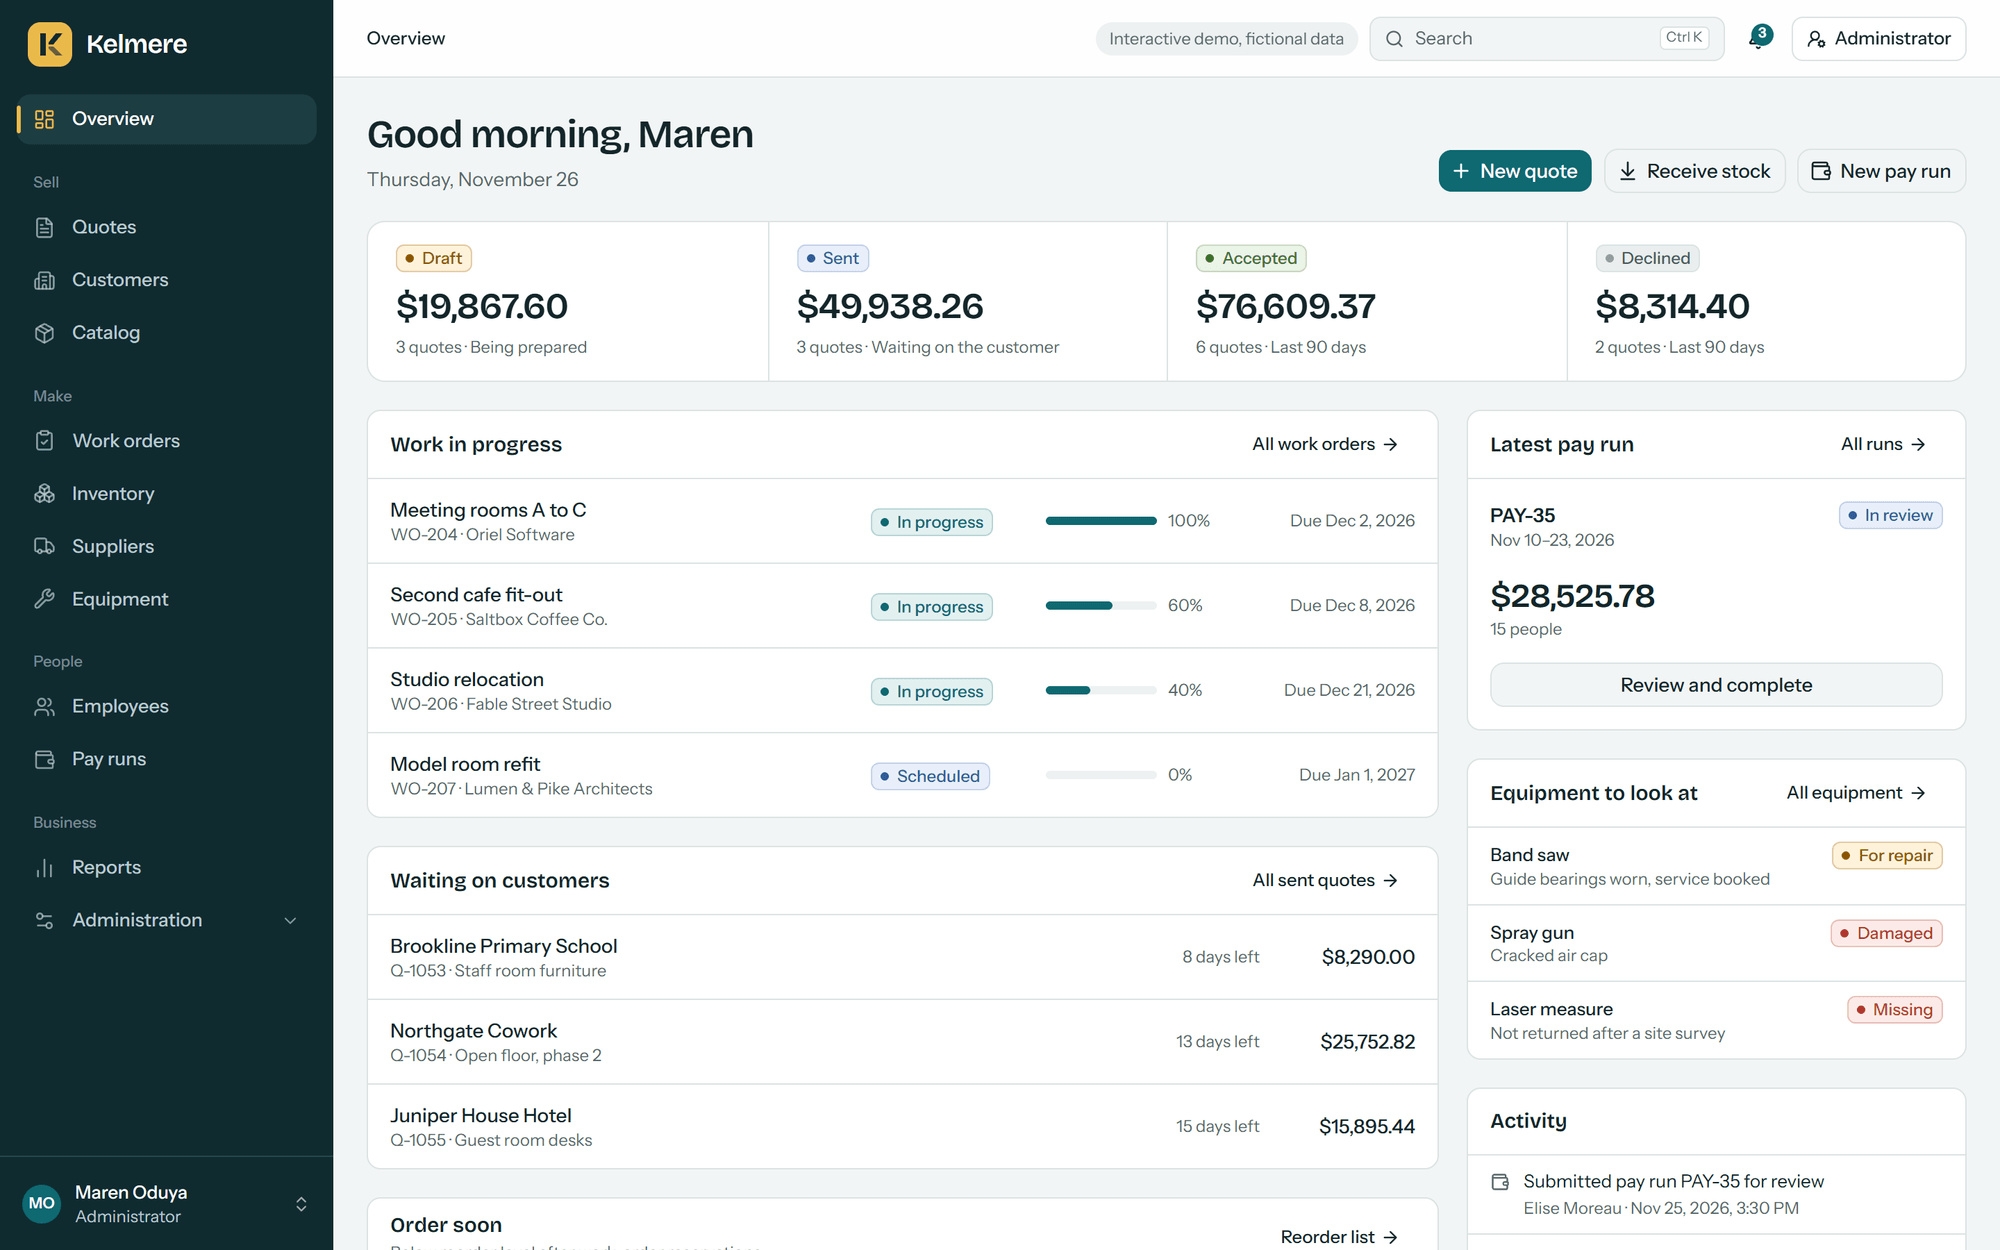 Kelmere
Overview
Sell
Quotes
Customers
Catalog
Make
Work orders
Inventory
Suppliers
Equipment
People
Employees
Pay runs
Business
Reports
Administration
MO
Maren Oduya
Administrator
Overview
Interactive demo, fictional data
Search
Ctrl K
3
Administrator
Good morning, Maren
Thursday, November 26
New quote
Receive stock
New pay run
Draft
$19,867.60
3 quotes · Being prepared
Sent
$49,938.26
3 quotes · Waiting on the customer
Accepted
$76,609.37
6 quotes · Last 90 days
Declined
$8,314.40
2 quotes · Last 90 days
Work in progress
All work orders →
Meeting rooms A to C
WO-204 · Oriel Software
In progress
100%
Due Dec 2, 2026
Second cafe fit-out
WO-205 · Saltbox Coffee Co.
In progress
60%
Due Dec 8, 2026
Studio relocation
WO-206 · Fable Street Studio
In progress
40%
Due Dec 21, 2026
Model room refit
WO-207 · Lumen & Pike Architects
Scheduled
0%
Due Jan 1, 2027
Waiting on customers
All sent quotes →
Brookline Primary School
Q-1053 · Staff room furniture
8 days left
$8,290.00
Northgate Cowork
Q-1054 · Open floor, phase 2
13 days left
$25,752.82
Juniper House Hotel
Q-1055 · Guest room desks
15 days left
$15,895.44
Order soon
Reorder list →
Latest pay run
All runs →
PAY-35
Nov 10–23, 2026
In review
$28,525.78
15 people
Review and complete
Equipment to look at
All equipment →
Band saw
Guide bearings worn, service booked
For repair
Spray gun
Cracked air cap
Damaged
Laser measure
Not returned after a site survey
Missing
Activity
Submitted pay run PAY-35 for review
Elise Moreau · Nov 25, 2026, 3:30 PM